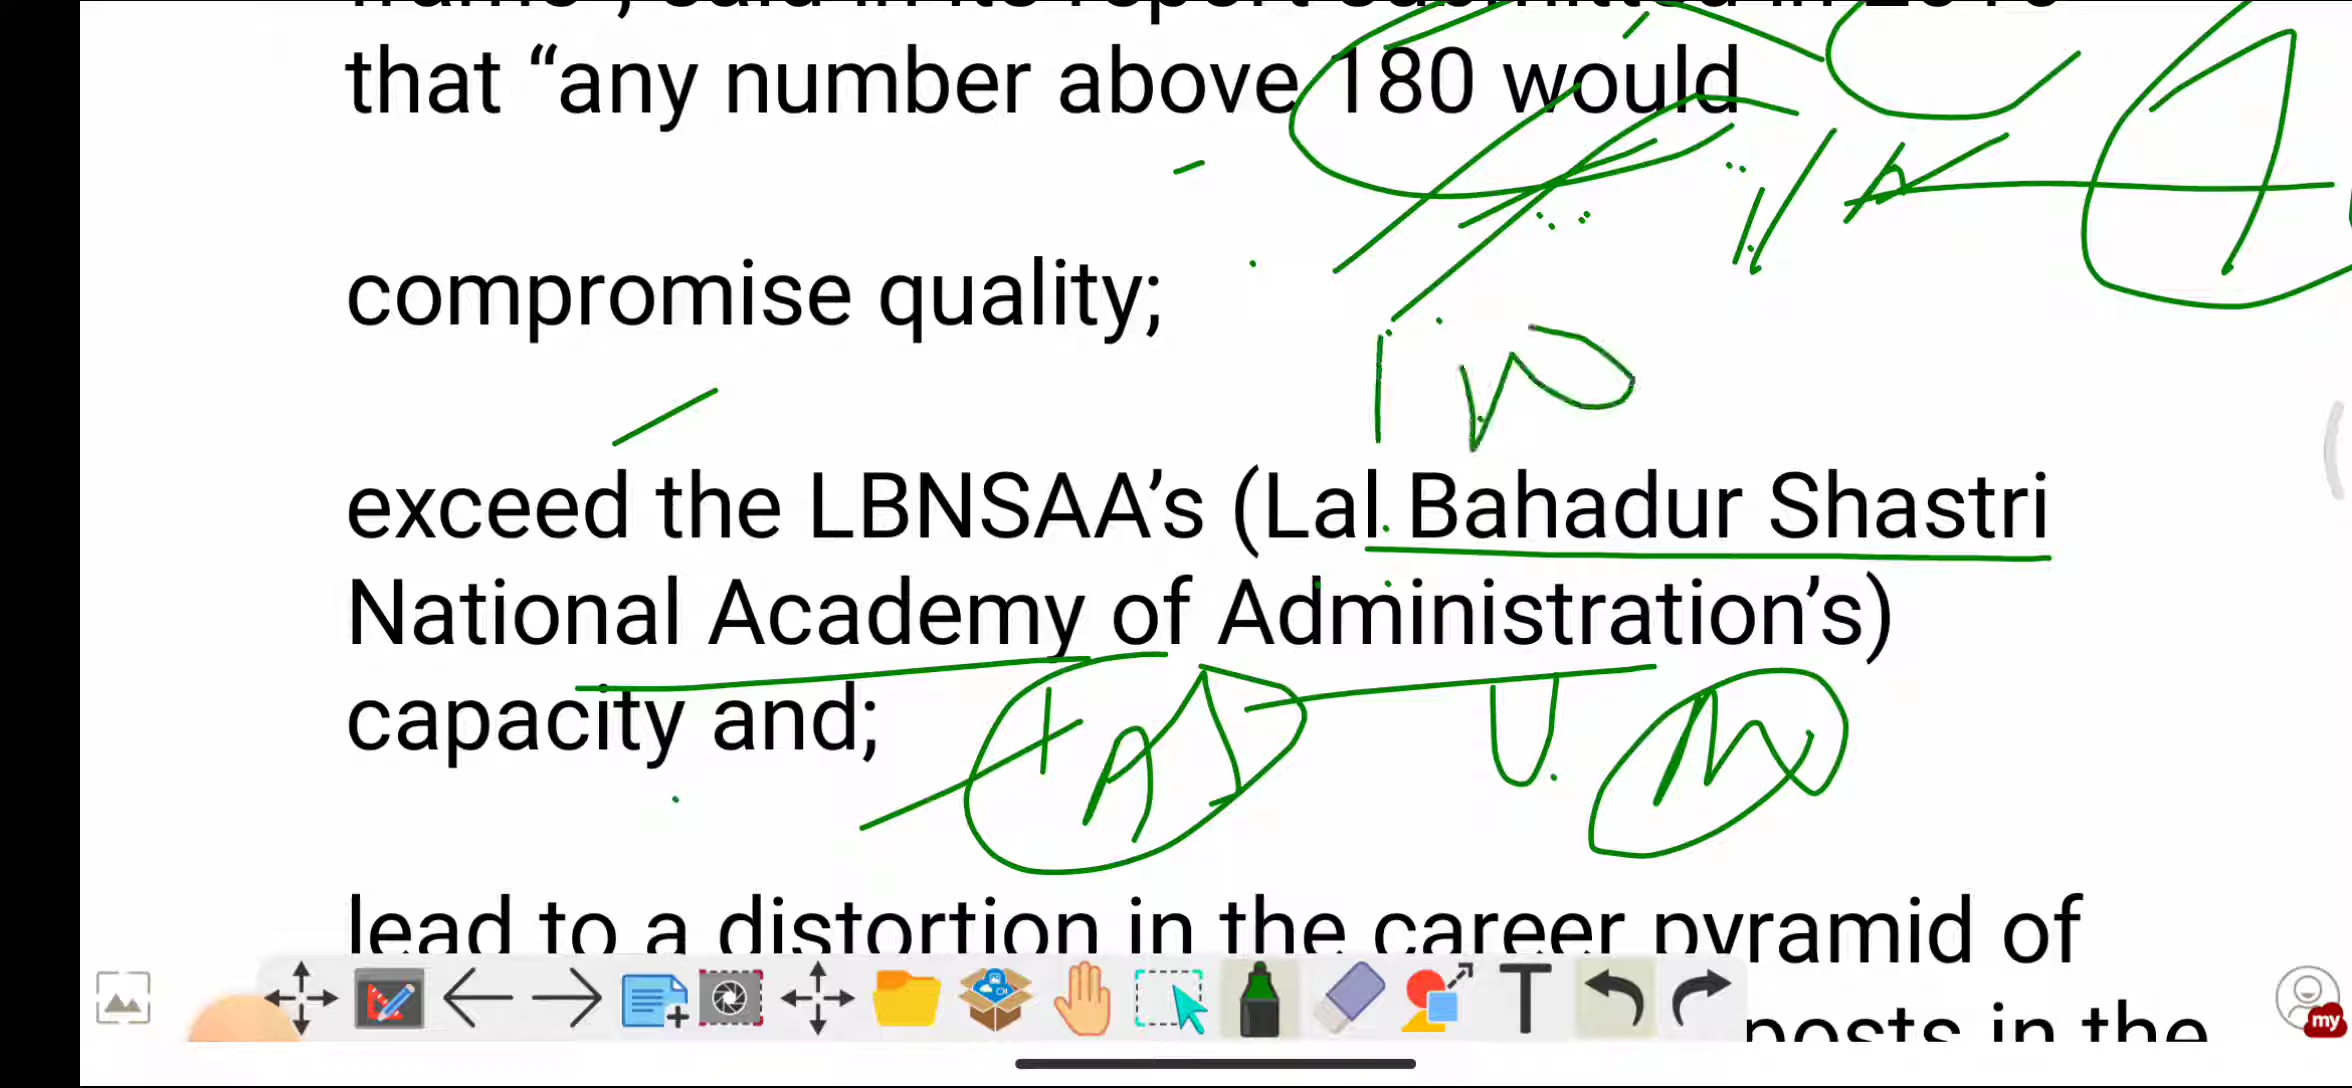 that “any number above 180 would
compromise quality;
exceed the LBNSAA’s (Lal Bahadur Shastri
National Academy of Administration’s)
capacity and;
lead to a distortion in the career pyramid of
posts in the
my